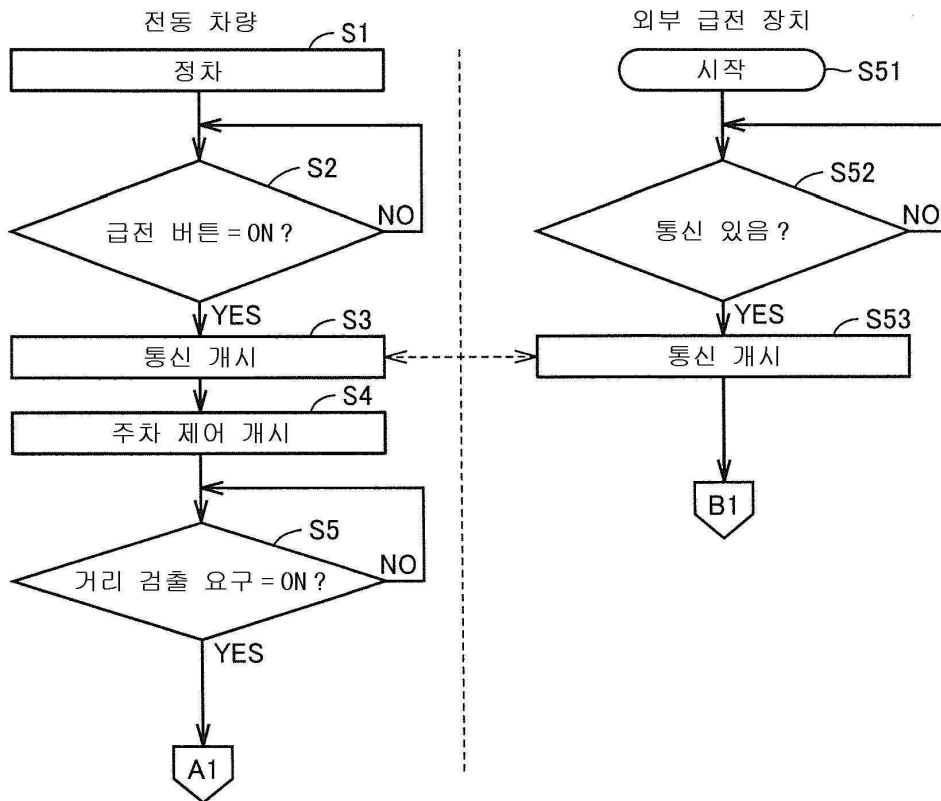 전동 차량
S1
정차
S2
급전 버튼 = ON ?
NO
YES
S3
통신 개시
S4
주차 제어 개시
S5
거리 검출 요구 = ON ?
NO
YES
A1
외부 급전 장치
시작
S51
S52
통신 있음 ?
NO
YES
S53
통신 개시
B1